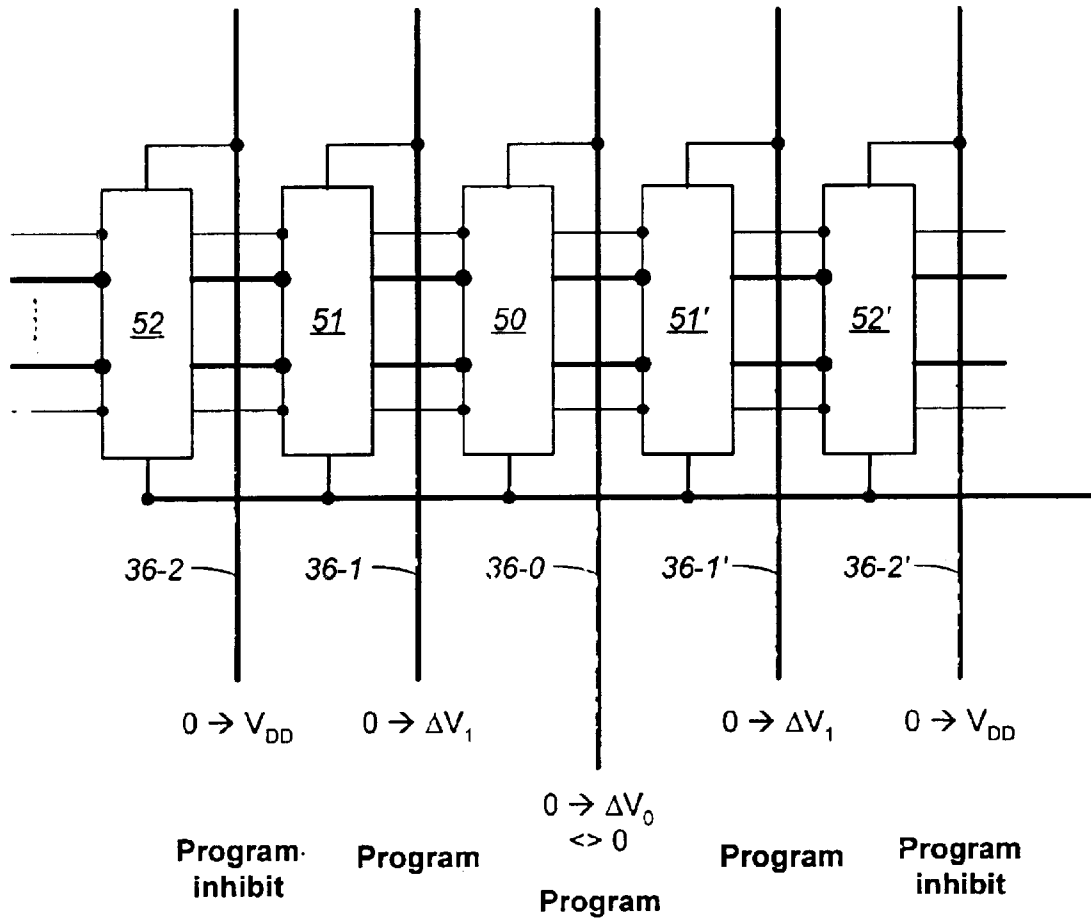 52 51 50 51' 52'
36-2 36-1 36-0 36-1' 36-2'
0 → V_DD 0 → ΔV_1 0 → ΔV_1 0 → V_DD
0 → ΔV_0
<> 0
Program inhibit
Program
Program
Program
Program inhibit